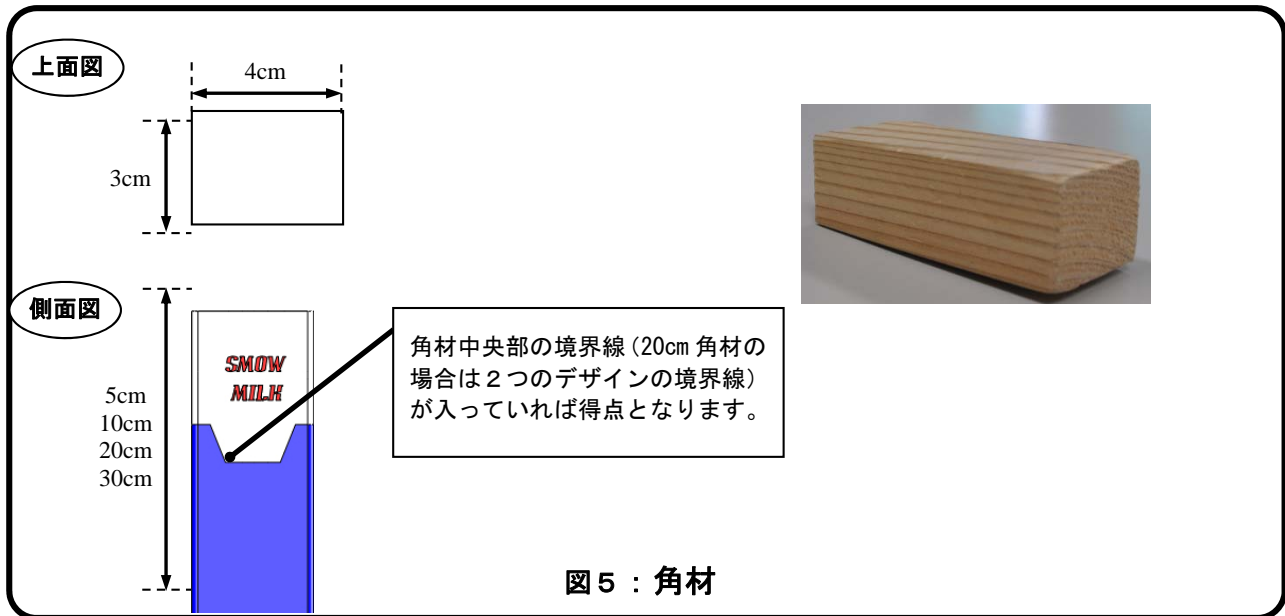 上面図
4cm
3cm
側面図
SMOW
MILK
5cm
10cm
20cm
30cm
角材中央部の境界線（20cm 角材の
場合は２つのデザインの境界線）
が入っていれば得点となります。
図５：角材